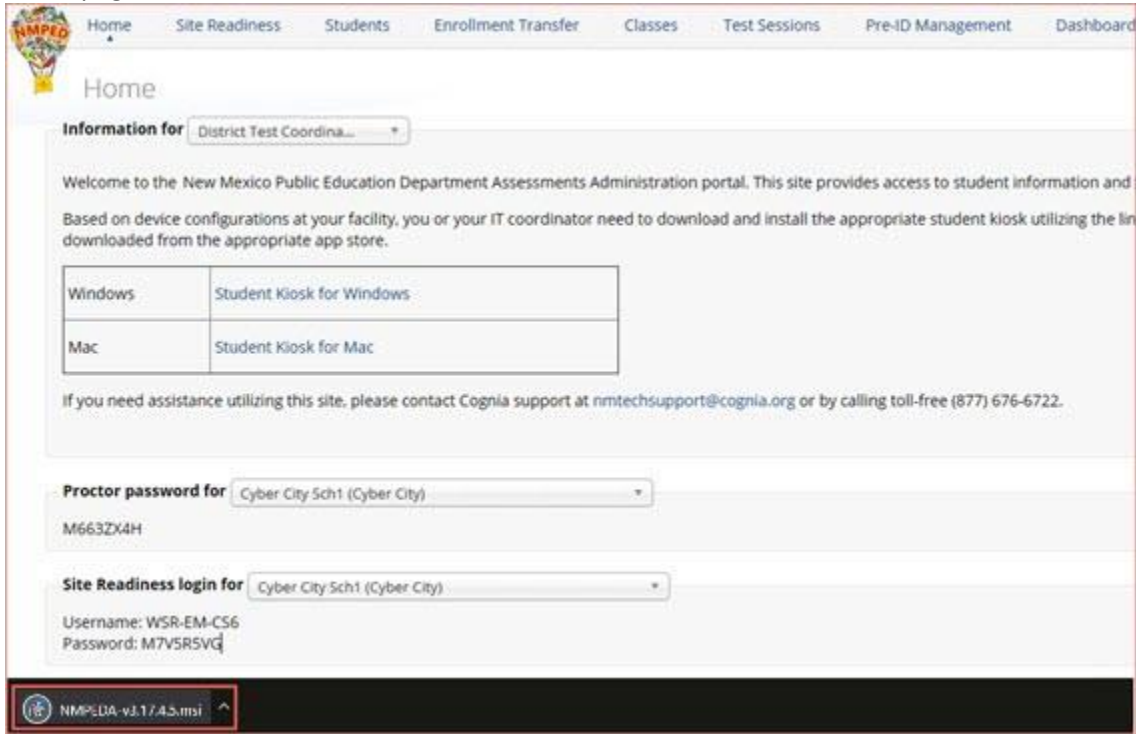 NMPED
Home Site Readiness Students Enrollment Transfer Classes Test Sessions Pre-ID Management Dashboard
Home
Information for District Test Coordina...
Welcome to the New Mexico Public Education Department Assessments Administration portal. This site provides access to student information and
Based on device configurations at your facility, you or your IT coordinator need to download and install the appropriate student kiosk utilizing the lin
downloaded from the appropriate app store.
Windows Student Kiosk for Windows
Mac Student Kiosk for Mac
If you need assistance utilizing this site, please contact Cognia support at nmtechsupport@cognia.org or by calling toll-free (877) 676-6722.
Proctor password for Cyber City Sch1 (Cyber City)
M663ZX4H
Site Readiness login for Cyber City Sch1 (Cyber City)
Username: WSR-EM-CS6
Password: M7V5R5VG
NMPEDA-v3.17.4.5.msi